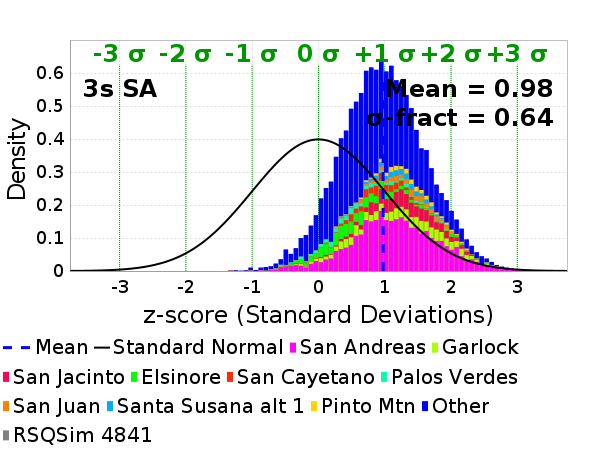 -3 σ -2 σ -1 σ 0 σ +1 σ +2 σ +3 σ
3s SA
Mean = 0.98
σ-fract = 0.64
Density
0.6
0.5
0.4
0.3
0.2
0.1
0
-3 -2 -1 0 1 2 3
z-score (Standard Deviations)
Mean Standard Normal San Andreas Garlock
San Jacinto Elsinore San Cayetano Palos Verdes
San Juan Santa Susana alt 1 Pinto Mtn Other
RSQSim 4841